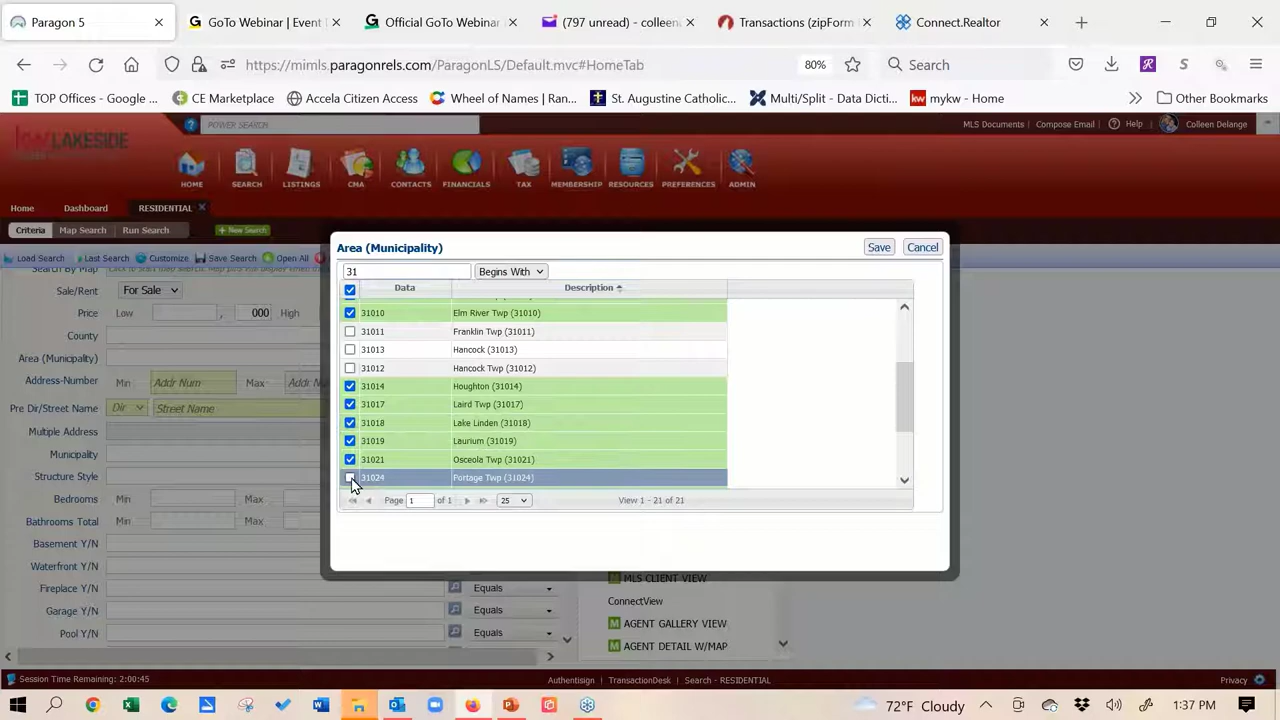 Paragon 5
GoTo Webinar | Event D
Official GoTo Webinar
(797 unread) - colleen
Transactions (zipForm
Connect.Realtor
https://mimls.paragonrels.com/ParagonLS/Default.mvc#HomeTab
80%
Search
TOP Offices - Google ...
CE Marketplace
Accela Citizen Access
Wheel of Names | Ran...
St. Augustine Catholic...
Multi/Split - Data Dicti...
mykw - Home
Other Bookmarks
kw LAKESIDE
POWER SEARCH
MLS Documents
Compose Email
Help
Colleen Delange
HOME
SEARCH
LISTINGS
CMA
CONTACTS
FINANCIALS
TAX
MEMBERSHIP
RESOURCES
PREFERENCES
ADMIN
Home
Dashboard
RESIDENTIAL
Criteria
Map Search
Run Search
New Search
Load Search
Last Search
Customize
Save Search
Open All
Area (Municipality)
Save
Cancel
31
Begins With
Data
Description
31010 Elm River Twp (31010)
31011 Franklin Twp (31011)
31013 Hancock (31013)
31012 Hancock Twp (31012)
31014 Houghton (31014)
31017 Laird Twp (31017)
31018 Lake Linden (31018)
31019 Laurium (31019)
31021 Osceola Twp (31021)
31024 Portage Twp (31024)
Page 1 of 1
25
View 1 - 21 of 21
Search By Map
Sale/Rent For Sale
Price Low , 000 High
County
Area (Municipality)
Address-Number Min Addr Num Max Addr N
Pre Dir/Street Name Dir Street Name
Multiple Address
Municipality
Structure Style
Bedrooms Min Max
Bathrooms Total Min Max
Basement Y/N
Waterfront Y/N
Fireplace Y/N Equals
Garage Y/N Equals
Pool Y/N Equals
MLS CLIENT VIEW
ConnectView
AGENT GALLERY VIEW
AGENT DETAIL W/MAP
Session Time Remaining: 2:00:45
Authentisign | TransactionDesk | Search - RESIDENTIAL
Privacy
72°F Cloudy
1:37 PM